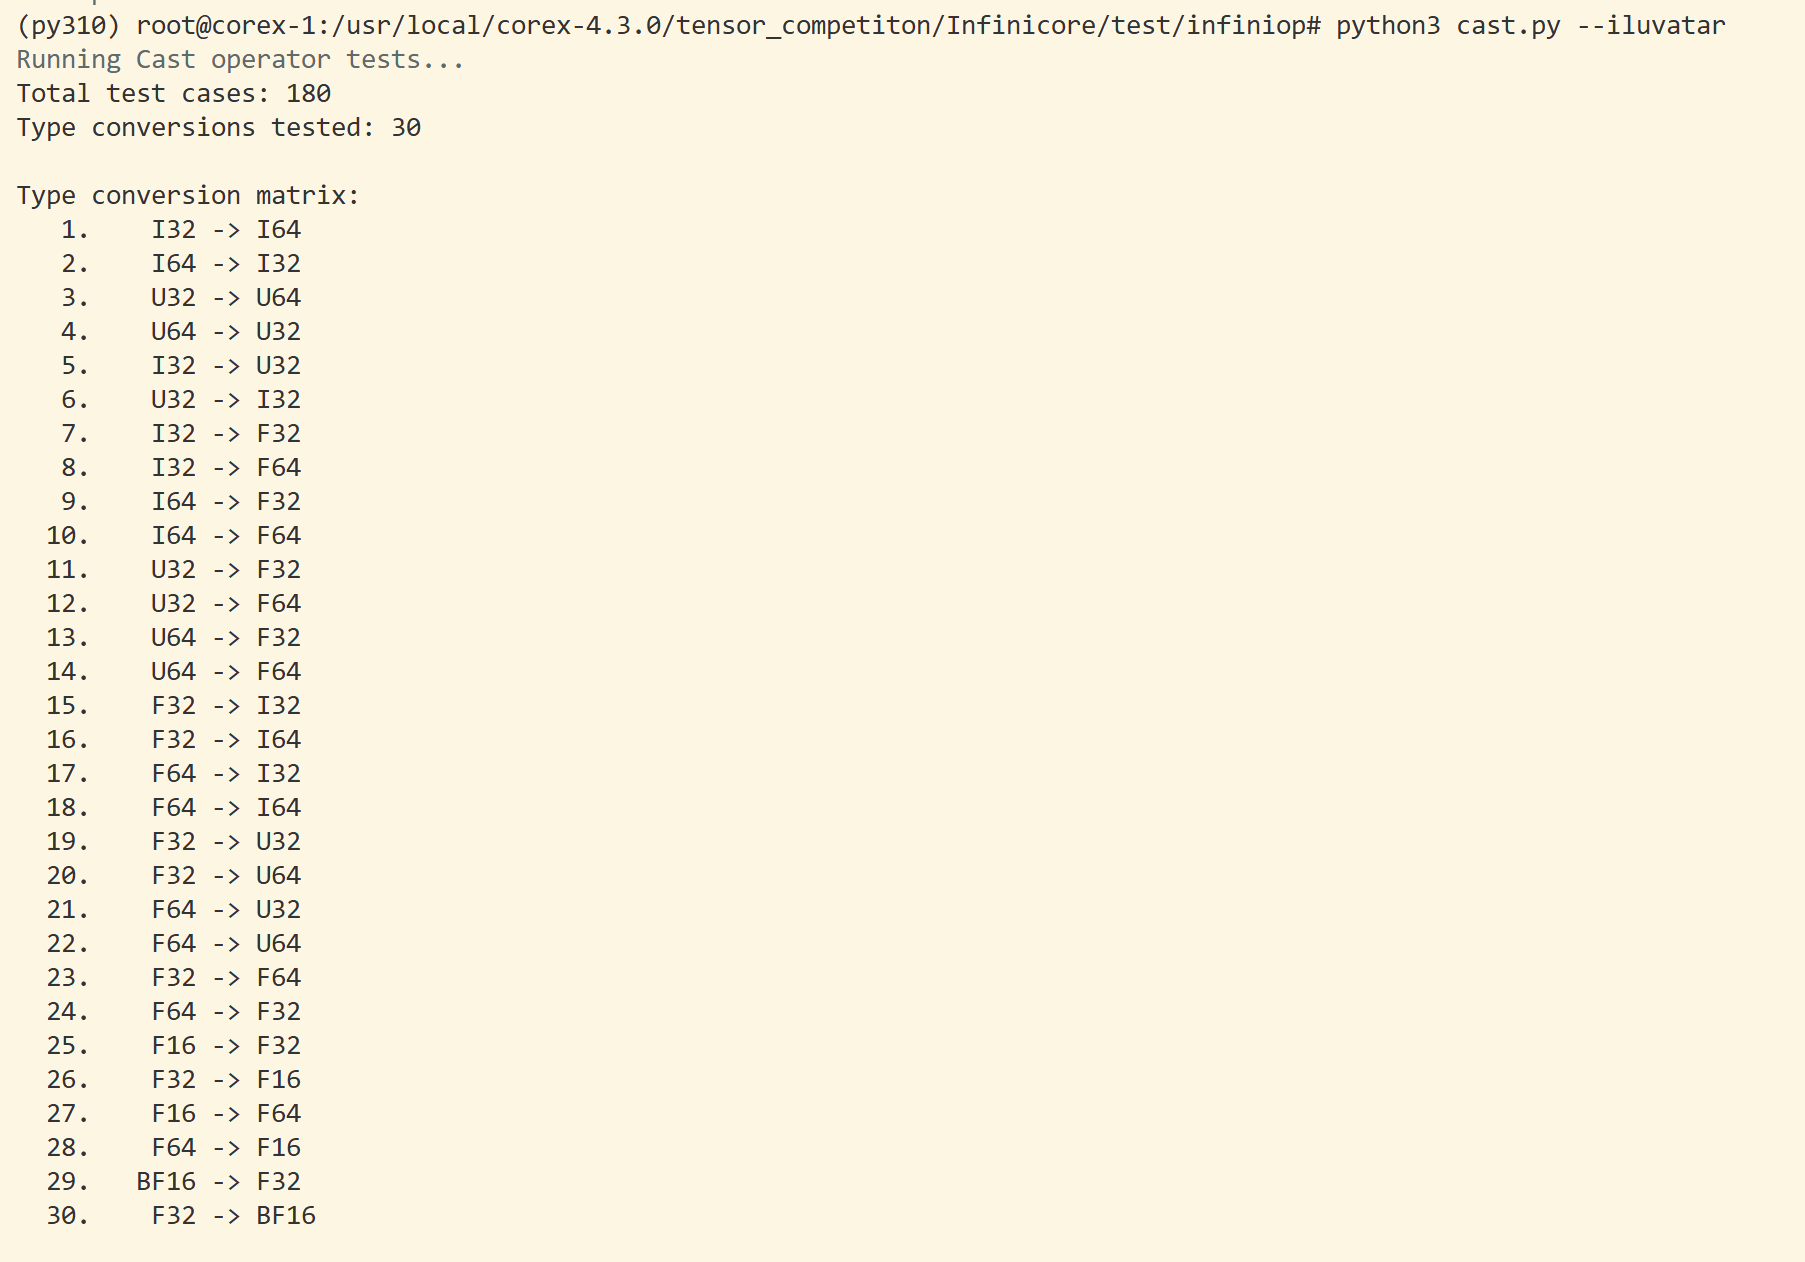 (py310) root@corex-1:/usr/local/corex-4.3.0/tensor_competiton/Infinicore/test/infiniop# python3 cast.py --iluvatar
Running Cast operator tests...
Total test cases: 180
Type conversions tested: 30

Type conversion matrix:
   1.    I32 -> I64
   2.    I64 -> I32
   3.    U32 -> U64
   4.    U64 -> U32
   5.    I32 -> U32
   6.    U32 -> I32
   7.    I32 -> F32
   8.    I32 -> F64
   9.    I64 -> F32
  10.    I64 -> F64
  11.    U32 -> F32
  12.    U32 -> F64
  13.    U64 -> F32
  14.    U64 -> F64
  15.    F32 -> I32
  16.    F32 -> I64
  17.    F64 -> I32
  18.    F64 -> I64
  19.    F32 -> U32
  20.    F32 -> U64
  21.    F64 -> U32
  22.    F64 -> U64
  23.    F32 -> F64
  24.    F64 -> F32
  25.    F16 -> F32
  26.    F32 -> F16
  27.    F16 -> F64
  28.    F64 -> F16
  29.   BF16 -> F32
  30.    F32 -> BF16